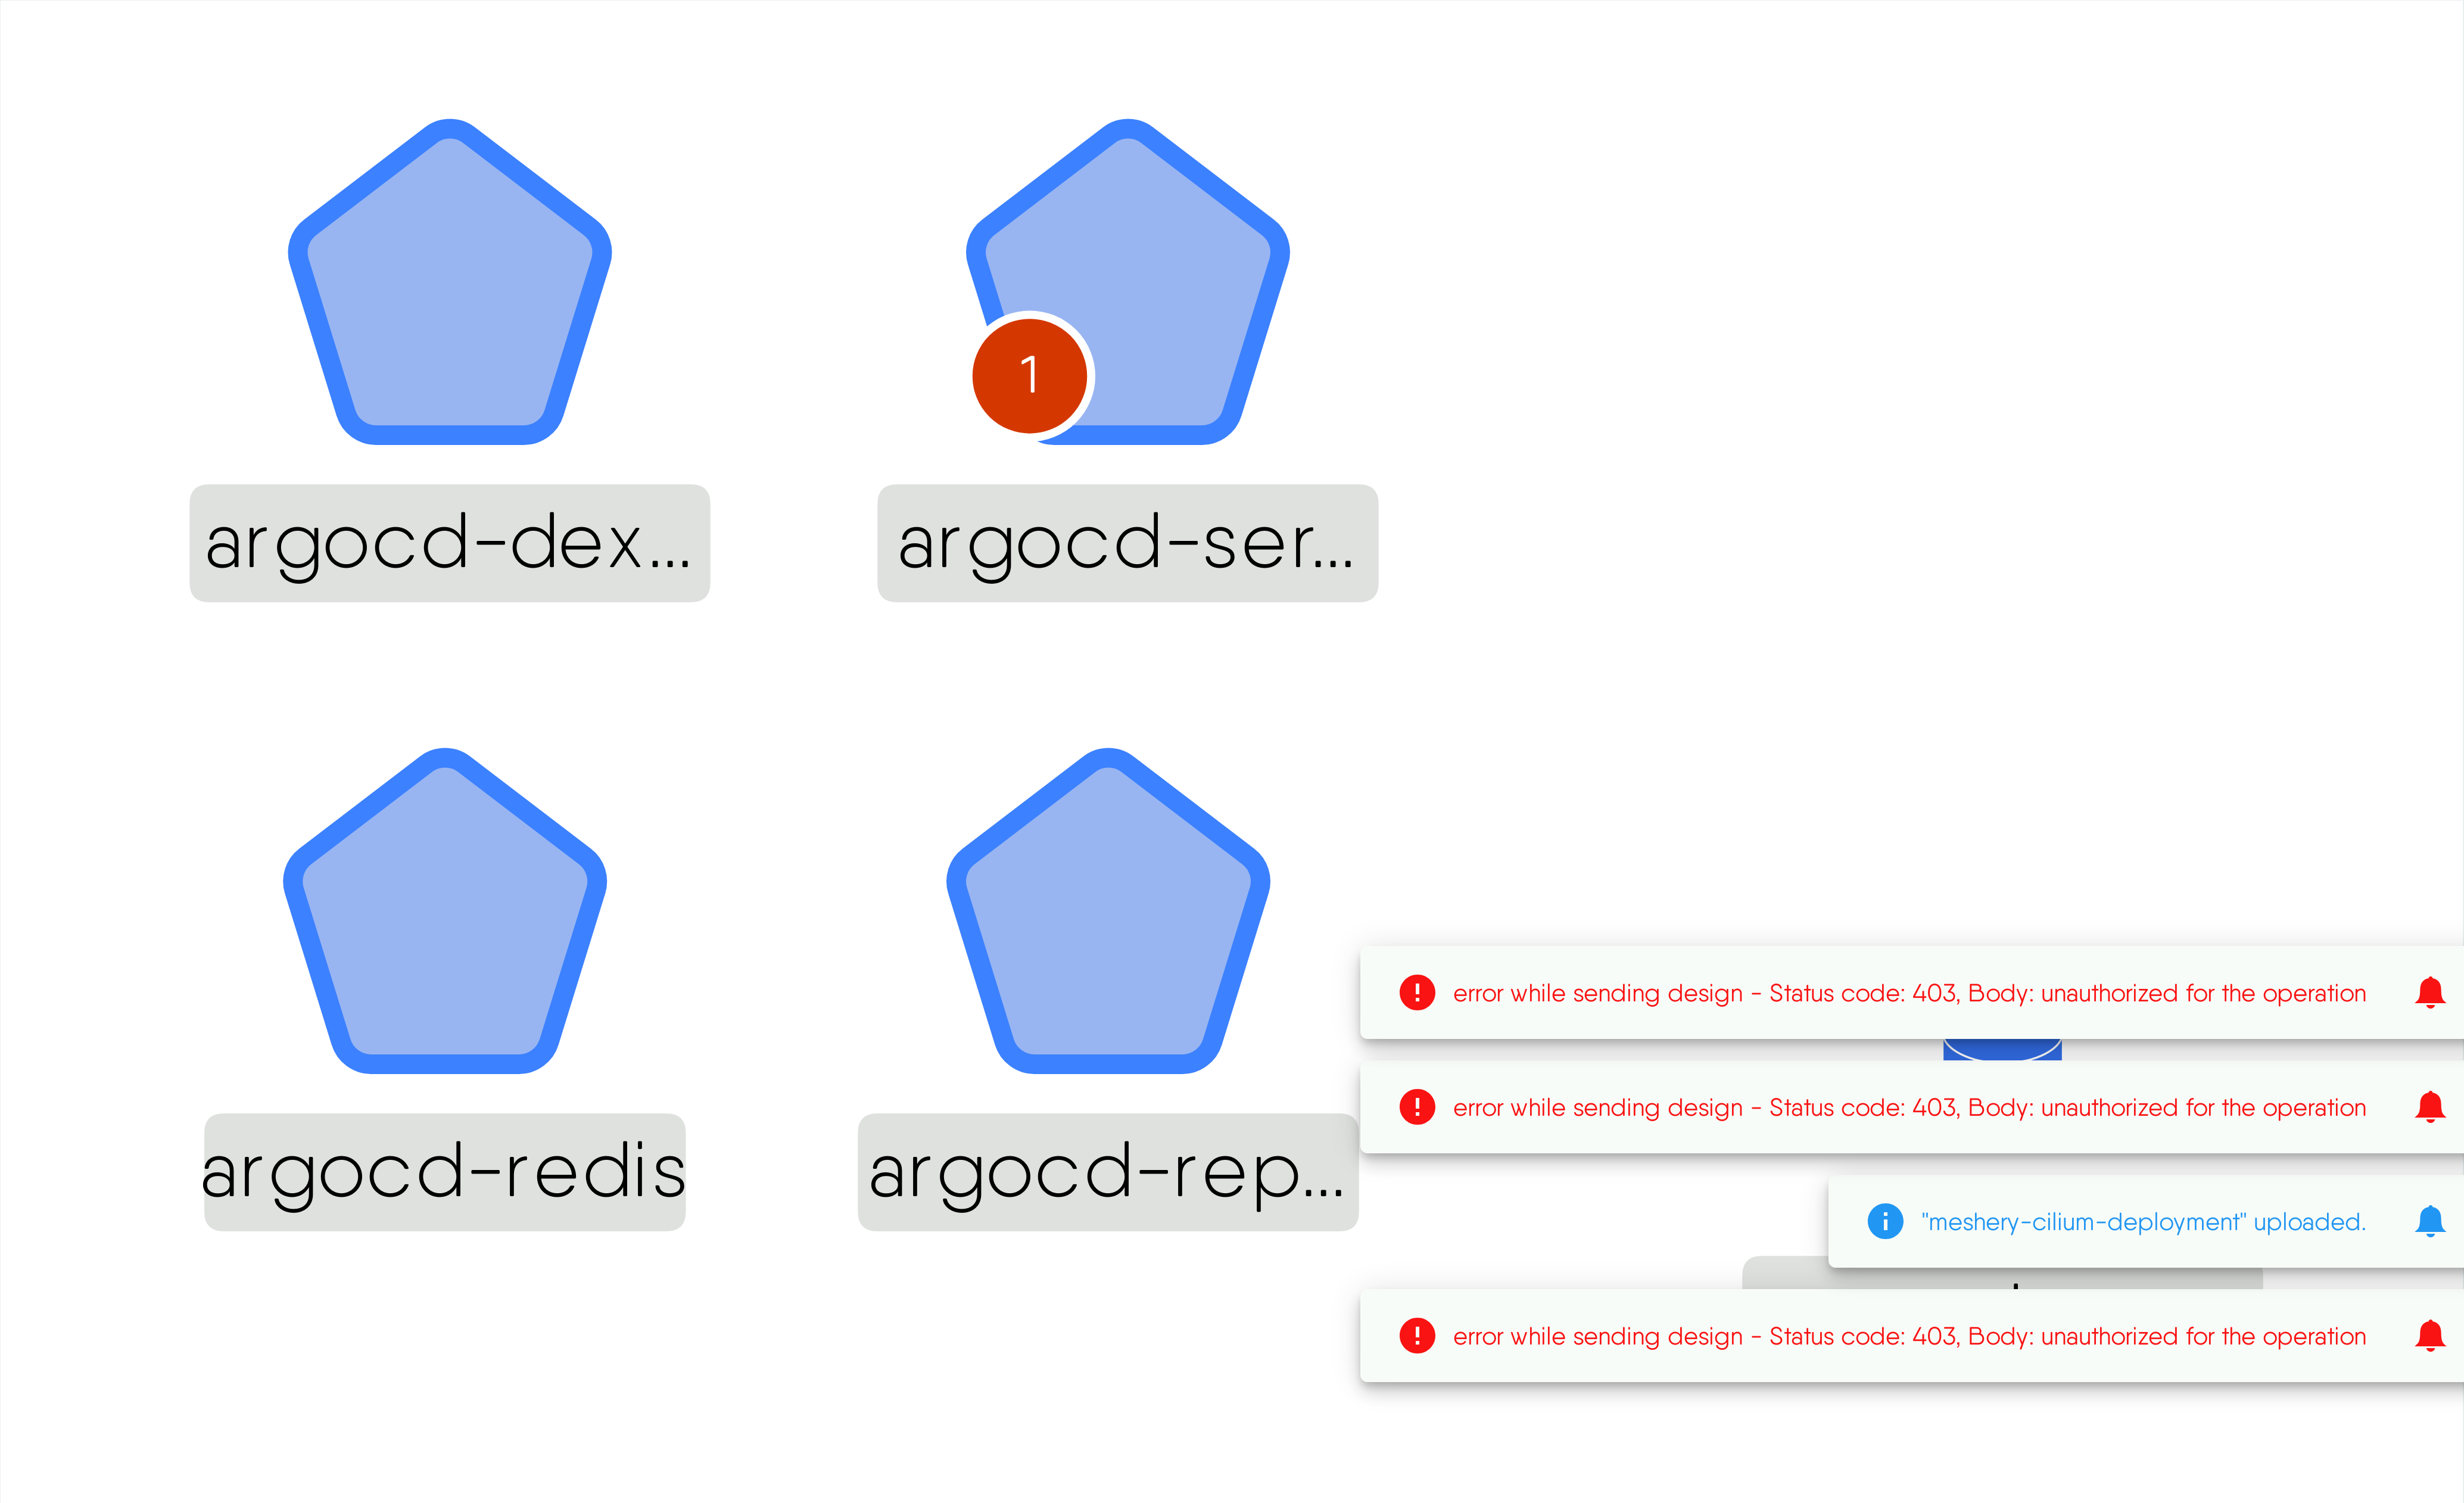 1
argocd-dex...
argocd-ser...
argocd-redis
argocd-rep...
error while sending design - Status code: 403, Body: unauthorized for the operation
error while sending design - Status code: 403, Body: unauthorized for the operation
"meshery-cilium-deployment" uploaded.
error while sending design - Status code: 403, Body: unauthorized for the operation